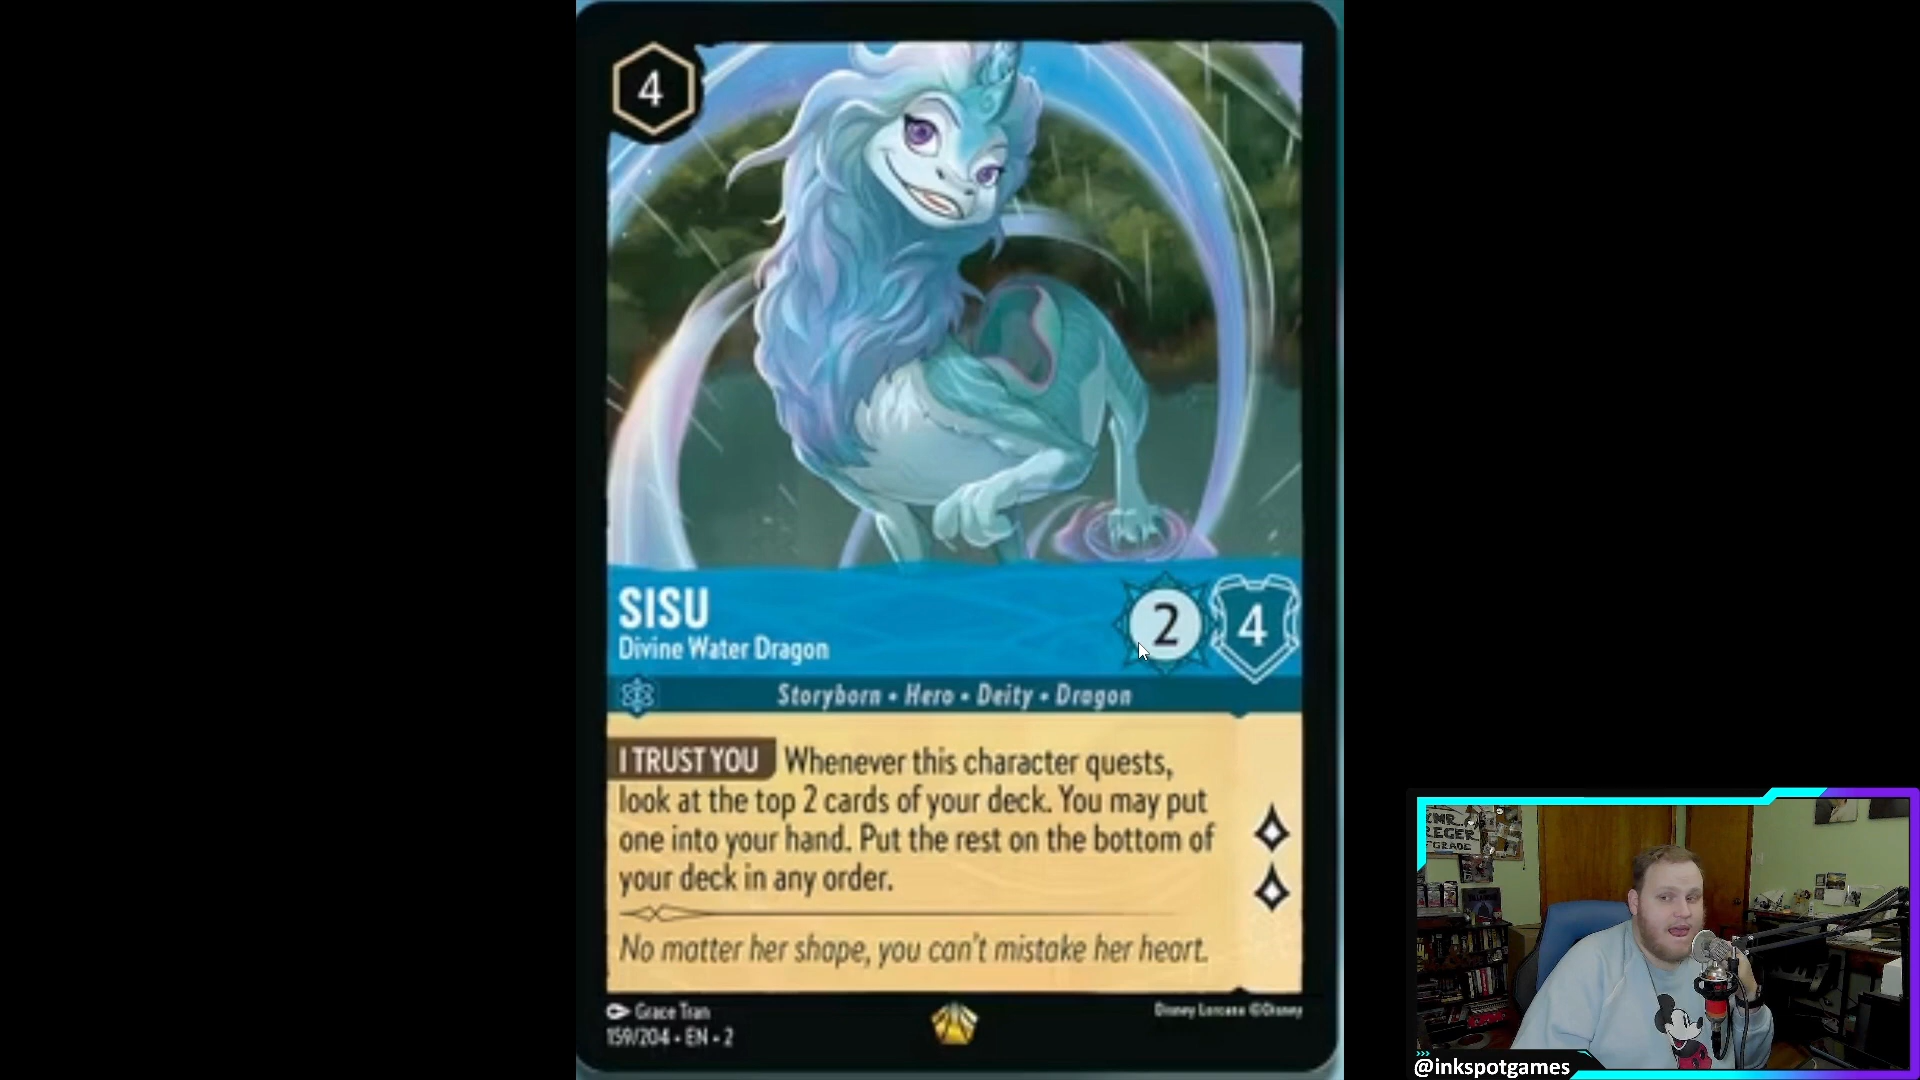 4
SISU
Divine Water Dragon
2
4
Storyborn • Hero • Deity • Dragon
I TRUST YOU Whenever this character quests,
look at the top 2 cards of your deck. You may put
one into your hand. Put the rest on the bottom of
your deck in any order.
No matter her shape, you can't mistake her heart.
Grace Tran
159/204 • EN • 2
Disney Lorcana ©Disney
@inkspotgames